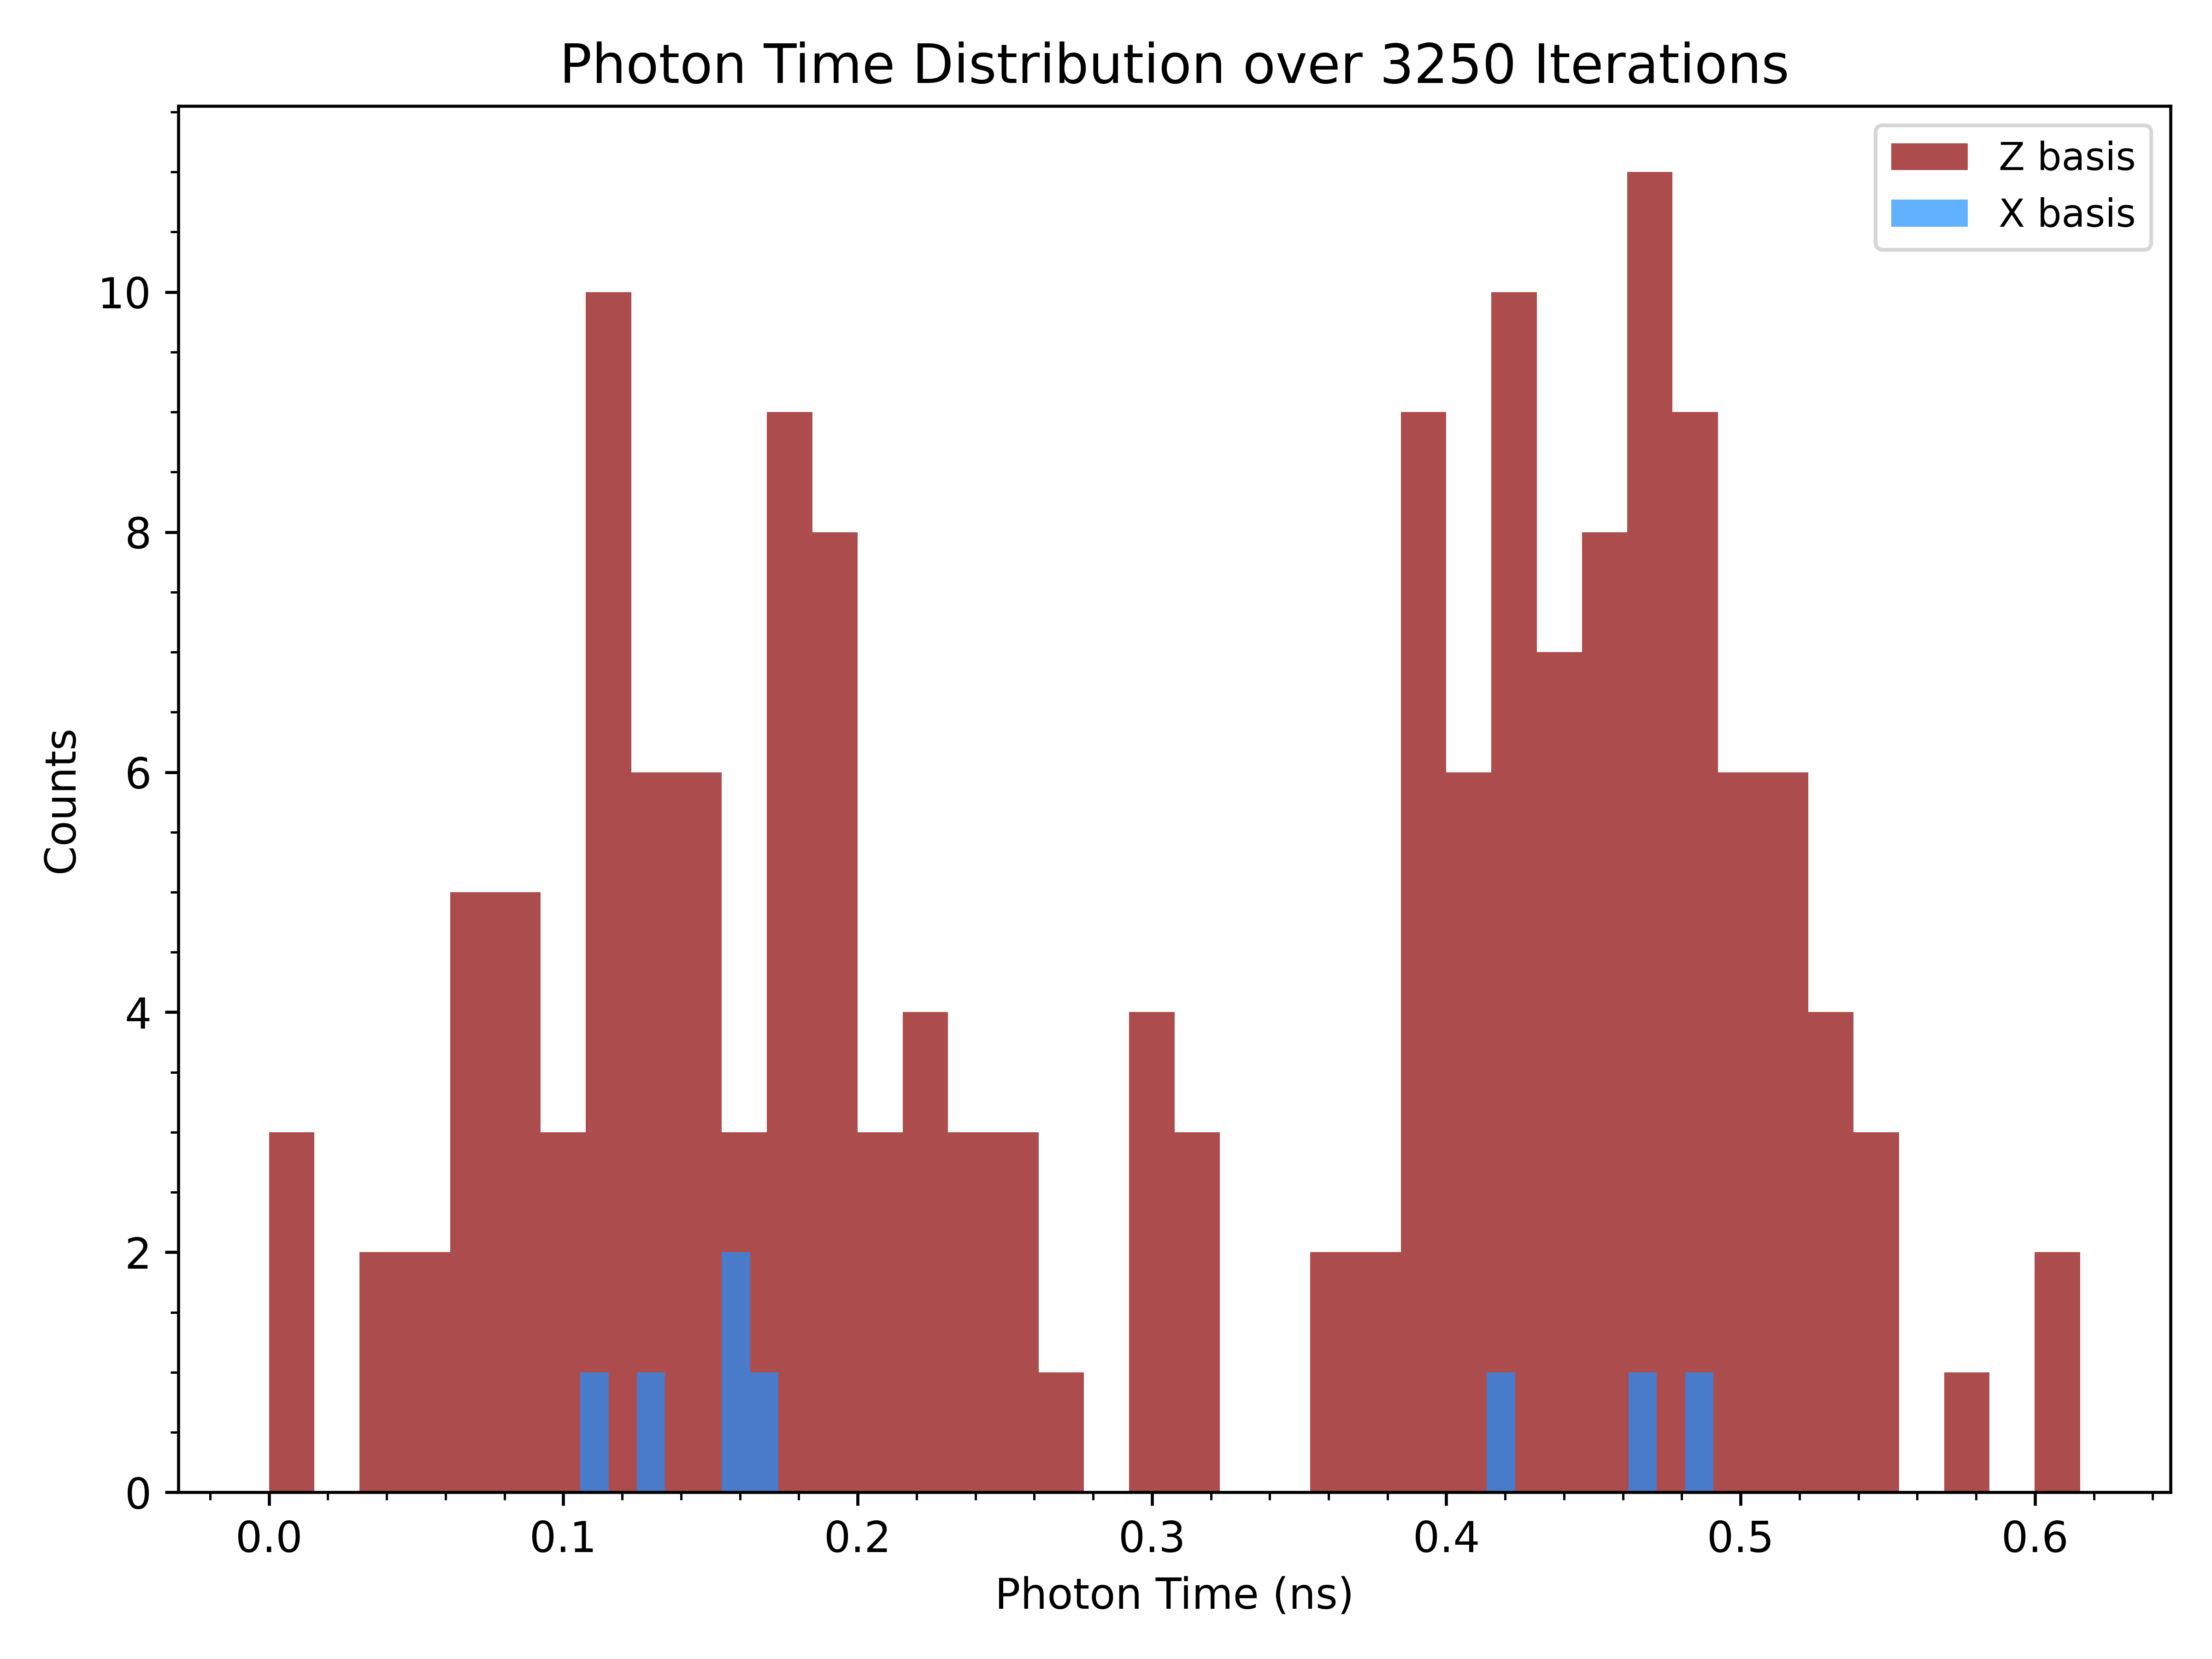 Photon Time Distribution over 3250 Iterations
Z basis
X basis
10
8
6
4
2
0
Counts
0.0 0.1 0.2 0.3 0.4 0.5 0.6
Photon Time (ns)